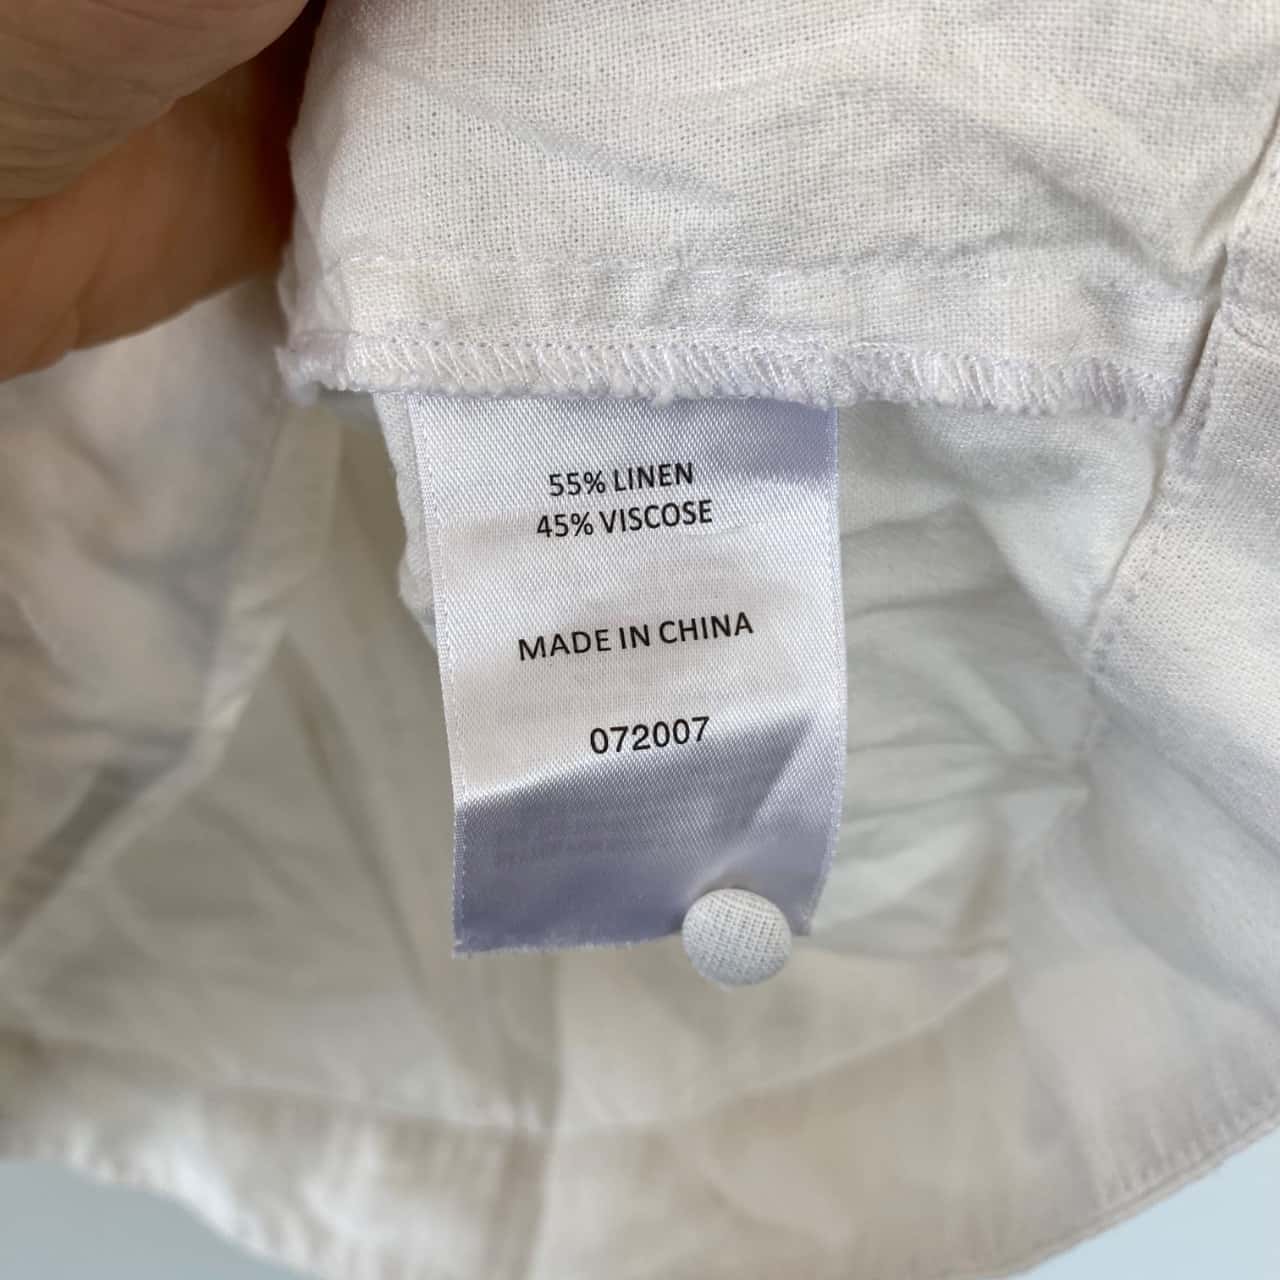 55% LINEN
45% VISCOSE
MADE IN CHINA
072007